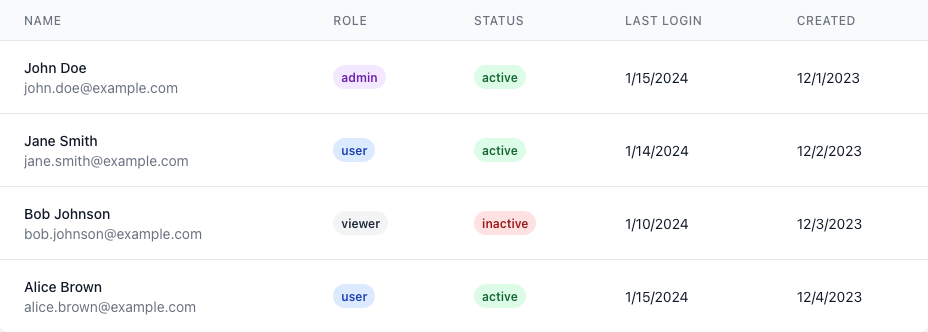 NAME ROLE STATUS LAST LOGIN CREATED
John Doe
john.doe@example.com
admin active 1/15/2024 12/1/2023
Jane Smith
jane.smith@example.com
user active 1/14/2024 12/2/2023
Bob Johnson
bob.johnson@example.com
viewer inactive 1/10/2024 12/3/2023
Alice Brown
alice.brown@example.com
user active 1/15/2024 12/4/2023